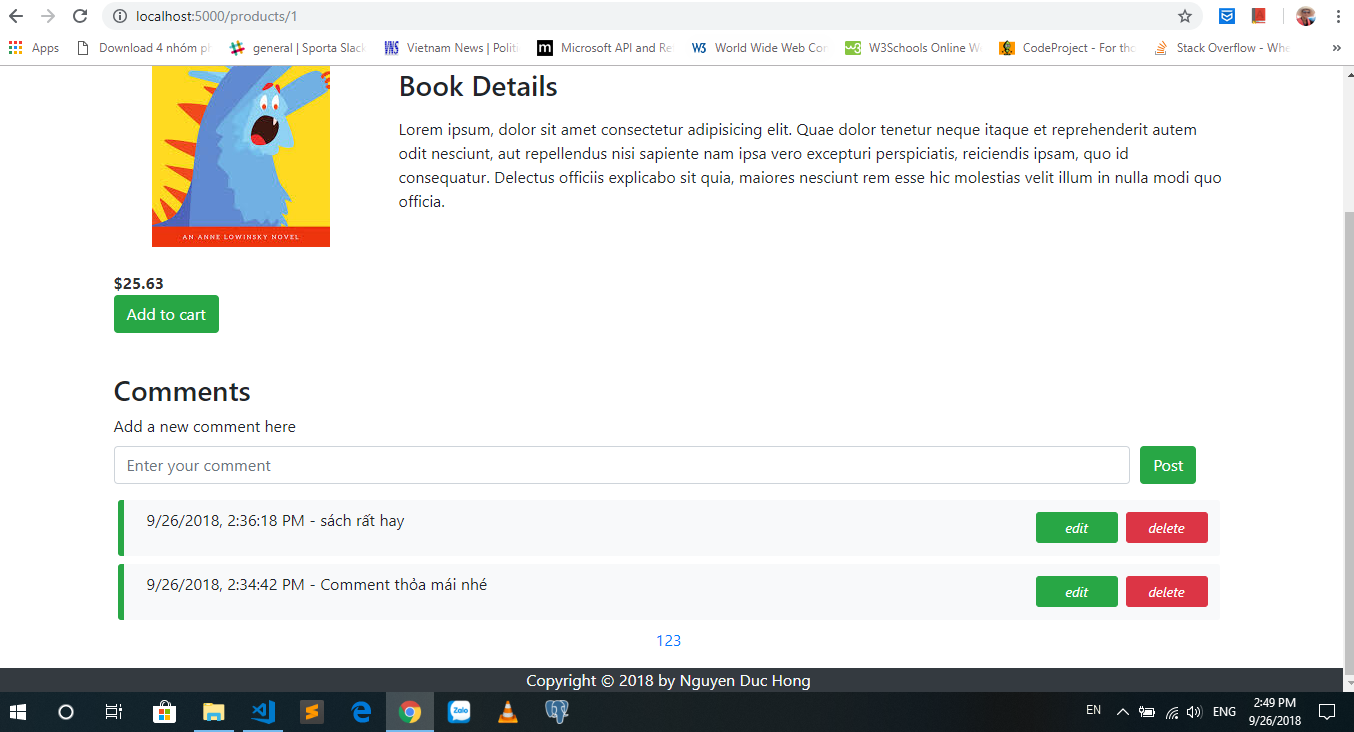 localhost:5000/products/1
Apps Download 4 nhóm general | Sporta Slack Vietnam News | Politi Microsoft API and Re World Wide Web Con W3Schools Online W CodeProject - For tho Stack Overflow - Whe »
Book Details
Lorem ipsum, dolor sit amet consectetur adipisicing elit. Quae dolor tenetur neque itaque et reprehenderit autem
odit nesciunt, aut repellendus nisi sapiente nam ipsa vero excepturi perspiciatis, reiciendis ipsam, quo id
consequatur. Delectus officiis explicabo sit quia, maiores nesciunt rem esse hic molestias velit illum in nulla modi quo
officia.
AN ANNE LOWINSKY NOVEL
$25.63
Add to cart
Comments
Add a new comment here
Enter your comment Post
9/26/2018, 2:36:18 PM - sách rất hay edit delete
9/26/2018, 2:34:42 PM - Comment thỏa mái nhé edit delete
123
Copyright © 2018 by Nguyen Duc Hong
Zalo EN ENG 2:49 PM
9/26/2018